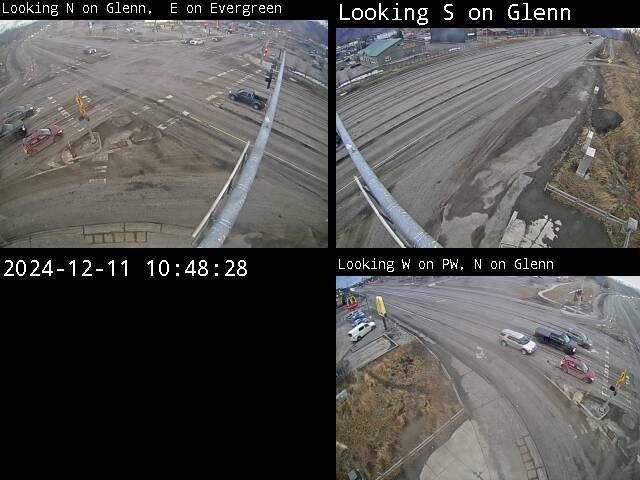 Looking N on Glenn,  E on Evergreen
Looking S on Glenn
2024-12-11 10:48:28
Looking W on PW, N on Glenn